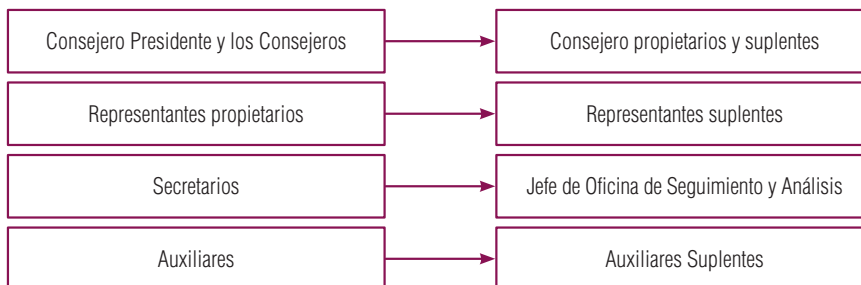 Consejero Presidente y los Consejeros
Consejero propietarios y suplentes
Representantes propietarios
Representantes suplentes
Secretarios
Jefe de Oficina de Seguimiento y Análisis
Auxiliares
Auxiliares Suplentes